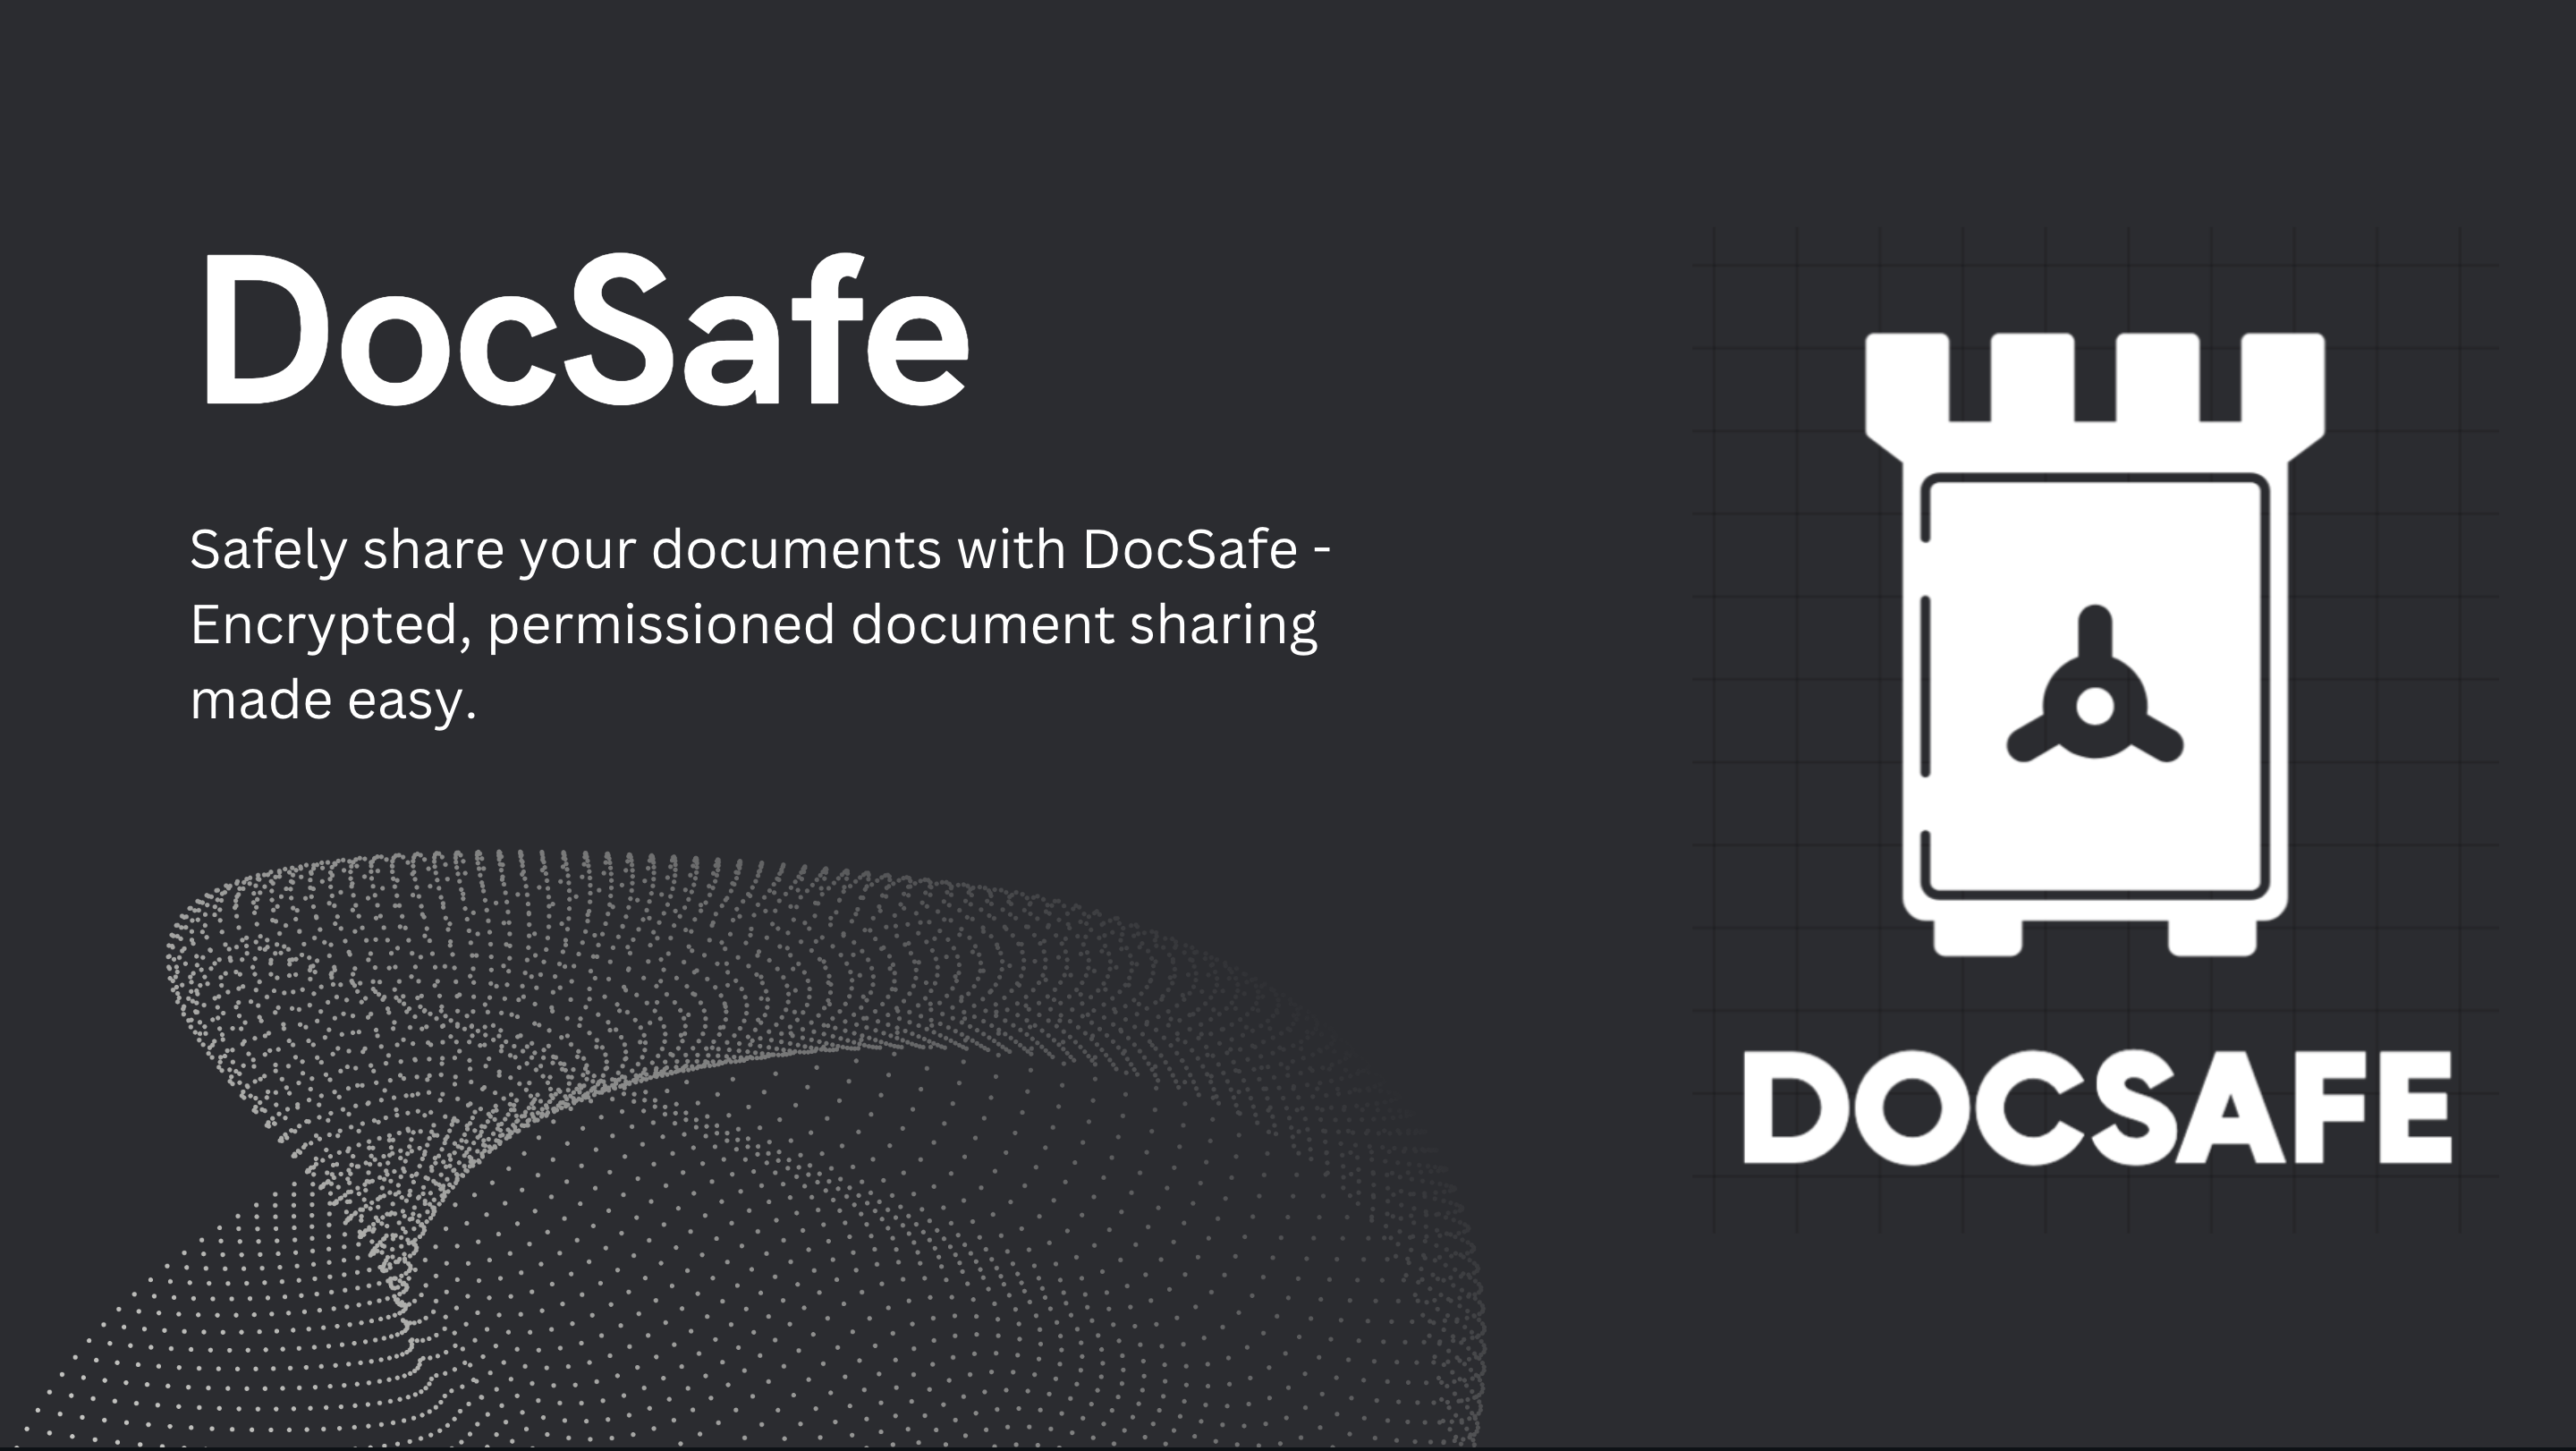 DocSafe
Safely share your documents with DocSafe -
Encrypted, permissioned document sharing
made easy.
DOCSAFE